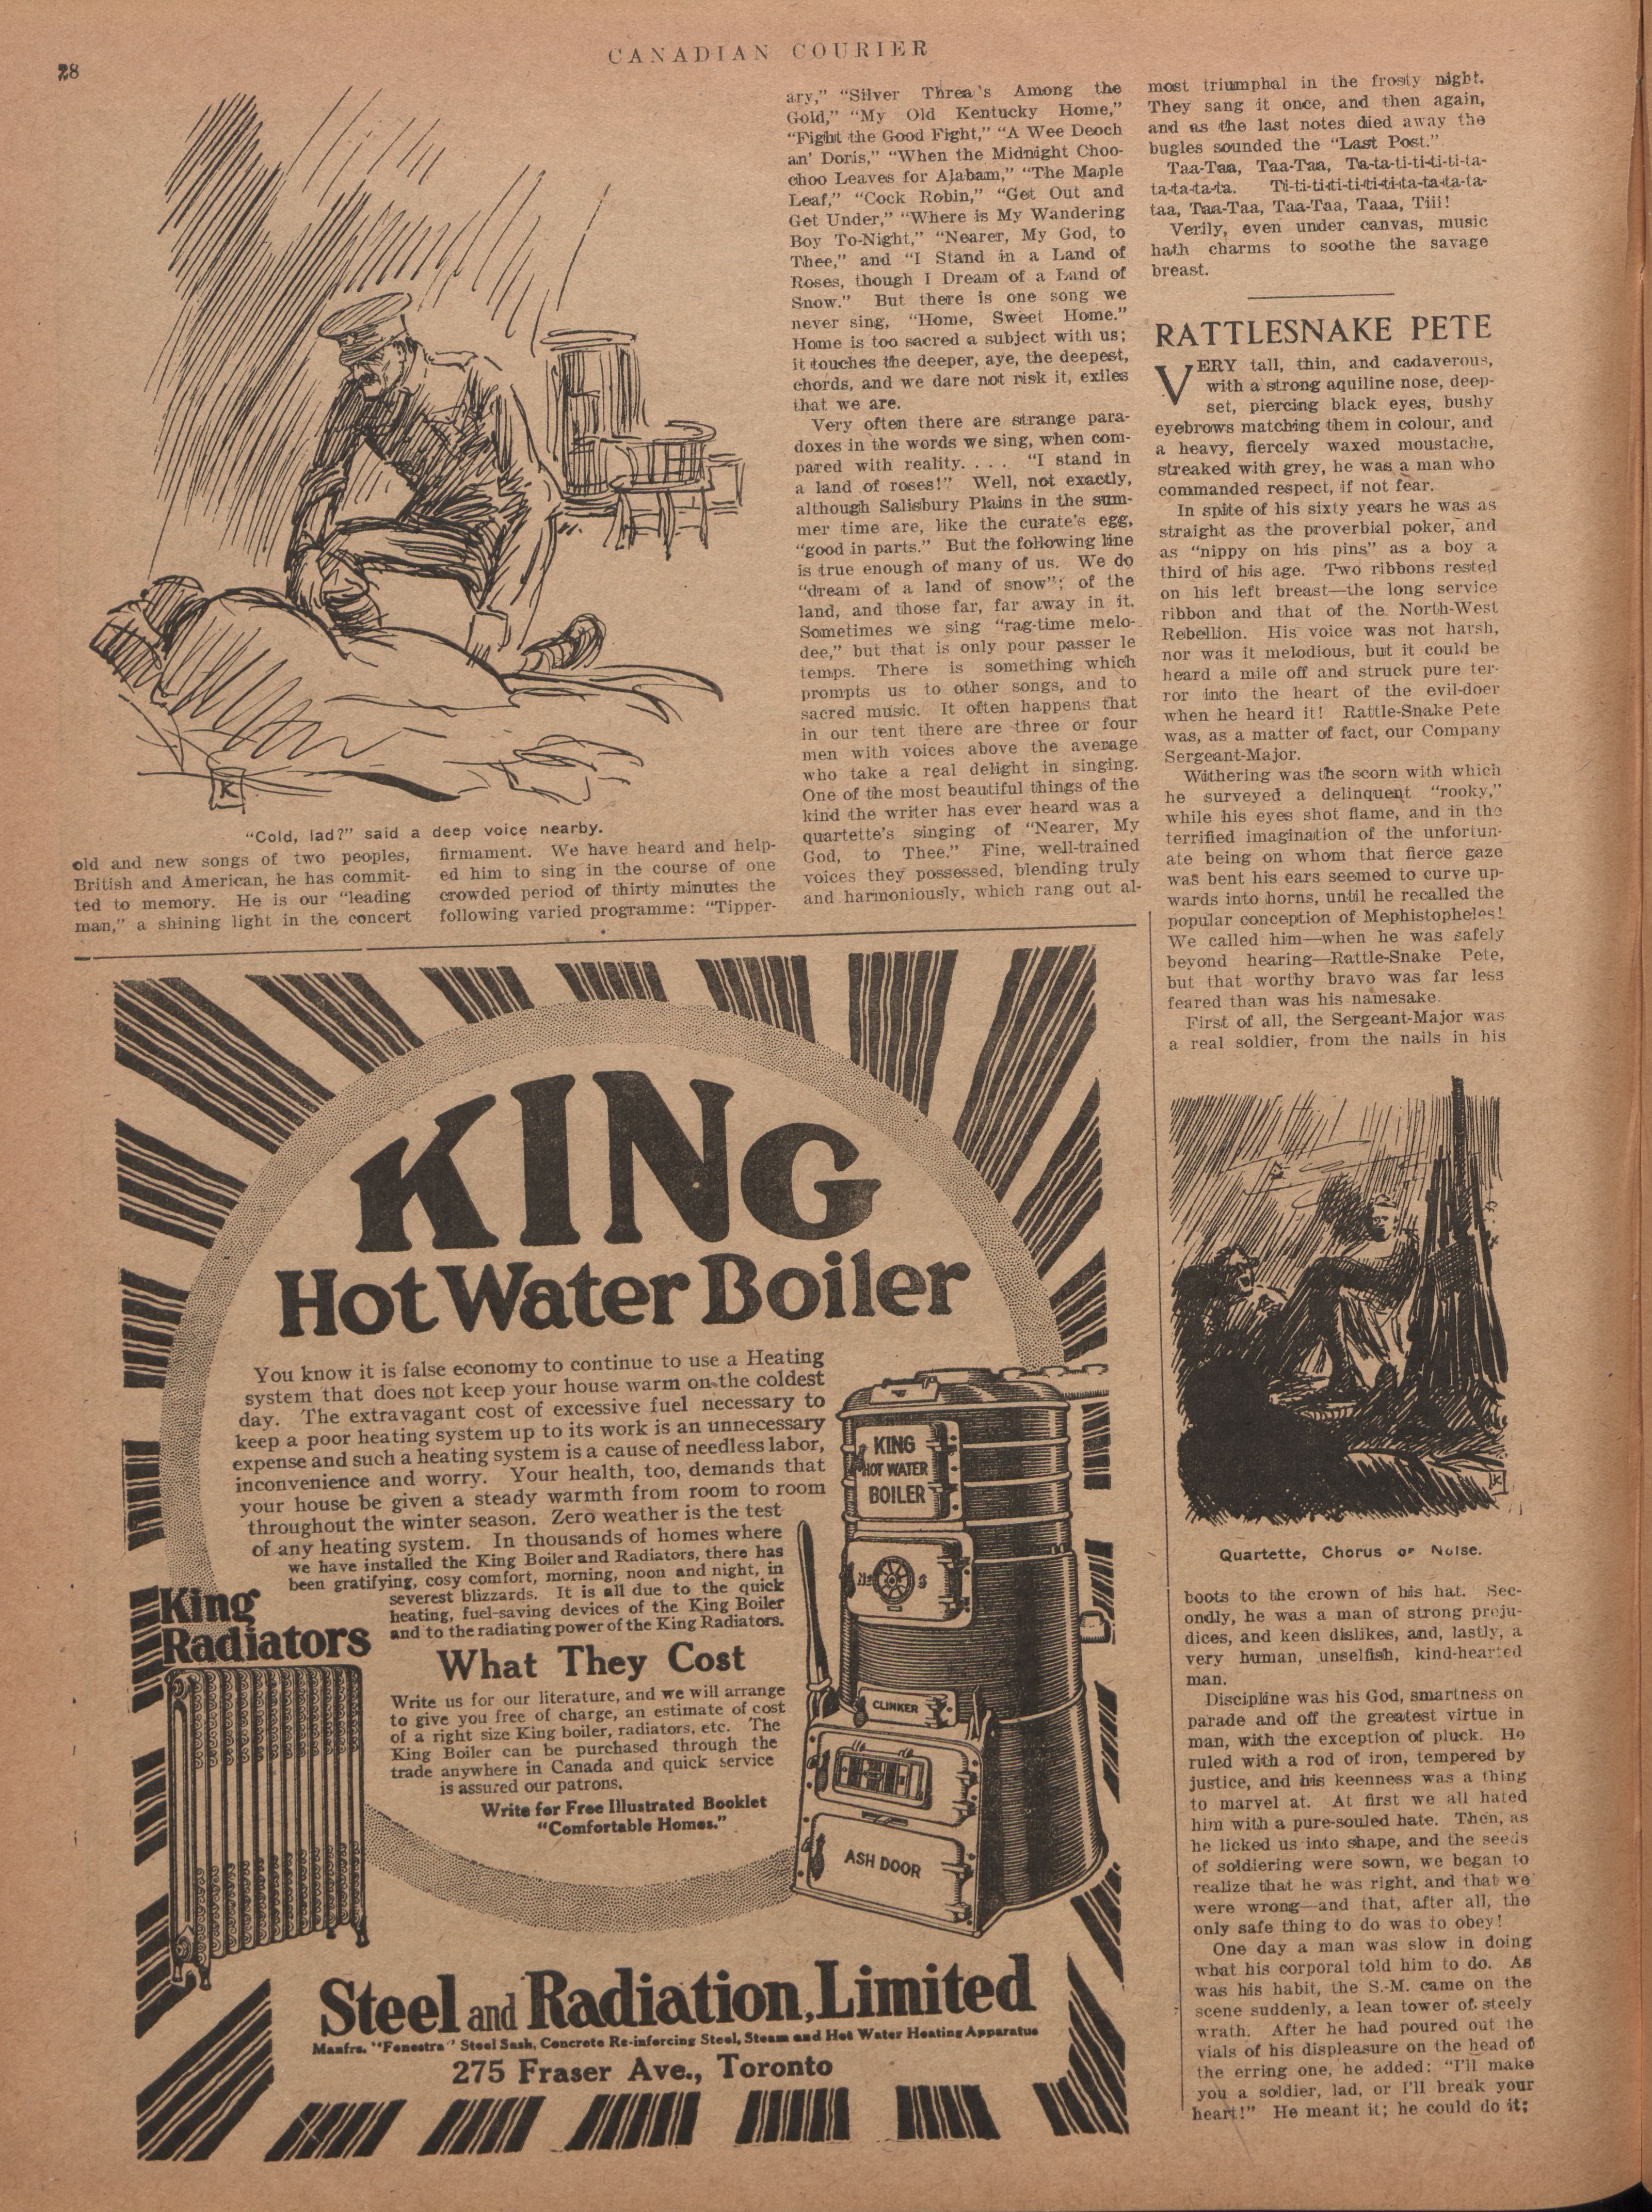 28
CANADIAN COURIER
"Cold, lad?" said a deep voice nearby.
old and new songs of two peoples,
British and American, he has commit-
ted to memory. He is our "leading
man," a shining light in the concert
firmament. We have heard and help-
ed him to sing in the course of one
crowded period of thirty minutes the
following varied programme: "Tipper-
ary," "Silver Threa's Among the
Gold," "My Old Kentucky Home,"
"Fight the Good Fight," "A Wee Deoch
an' Doris," "When the Midnight Choo-
choo Leaves for Alabam," "The Maple
Leaf," "Cock Robin," "Get Out and
Get Under," "Where is My Wandering
Boy To-Night," "Nearer, My God, to
Thee," and "I Stand in a Land of
Roses, though I Dream of a Land of
Snow." But there is one song we
never sing, "Home, Sweet Home."
Home is too sacred a subject with us;
it touches the deeper, aye, the deepest,
chords, and we dare not risk it, exiles
that we are.
Very often there are strange para-
doxes in the words we sing, when com-
pared with reality. . . . "I stand in
a land of roses!" Well, not exactly,
although Salisbury Plains in the sum-
mer time are, like the curate's egg,
"good in parts." But the following line
is true enough of many of us. We do
"dream of a land of snow"; of the
land, and those far, far away in it.
Sometimes we sing "rag-time melo-
dee," but that is only pour passer le
temps. There is something which
prompts us to other songs, and to
sacred music. It often happens that
in our tent there are three or four
men with voices above the average
who take a real delight in singing.
One of the most beautiful things of the
kind the writer has ever heard was a
quartette's singing of "Nearer, My
God, to Thee." Fine, well-trained
voices they possessed, blending truly
and harmoniously, which rang out al-
most triumphal in the frosty night.
They sang it once, and then again,
and as the last notes died away the
bugles sounded the "Last Post."
Taa-Taa, Taa-Taa, Ta-ta-ti-ti-ti-ti-ta-
ta-ta-ta-ta. Ti-ti-ti-ti-ti-ti-ti-ta-ta-ta-ta-
taa, Taa-Taa, Taa-Taa, Taaa, Tiii!
Verily, even under canvas, music
hath charms to soothe the savage
breast.
RATTLESNAKE PETE
VERY tall, thin, and cadaverous,
with a strong aquiline nose, deep-
set, piercing black eyes, bushy
eyebrows matching them in colour, and
a heavy, fiercely waxed moustache,
streaked with grey, he was a man who
commanded respect, if not fear.
In spite of his sixty years he was as
straight as the proverbial poker, and
as "nippy on his pins" as a boy a
third of his age. Two ribbons rested
on his left breast—the long service
ribbon and that of the North-West
Rebellion. His voice was not harsh,
nor was it melodious, but it could be
heard a mile off and struck pure ter-
ror into the heart of the evil-doer
when he heard it! Rattle-Snake Pete
was, as a matter of fact, our Company
Sergeant-Major.
Withering was the scorn with which
he surveyed a delinquent "rooky,"
while his eyes shot flame, and in the
terrified imagination of the unfortun-
ate being on whom that fierce gaze
was bent his ears seemed to curve up-
wards into horns, until he recalled the
popular conception of Mephistopheles!
We called him—when he was safely
beyond hearing—Rattle-Snake Pete,
but that worthy bravo was far less
feared than was his namesake.
First of all, the Sergeant-Major was
a real soldier, from the nails in his
K
K
Quartette, Chorus or Noise.
boots to the crown of his hat. Sec-
ondly, he was a man of strong preju-
dices, and keen dislikes, and, lastly, a
very human, unselfish, kind-hearted
man.
Discipline was his God, smartness on
parade and off the greatest virtue in
man, with the exception of pluck. He
ruled with a rod of iron, tempered by
justice, and his keenness was a thing
to marvel at. At first we all hated
him with a pure-souled hate. Then, as
he licked us into shape, and the seeds
of soldiering were sown, we began to
realize that he was right, and that we
were wrong—and that, after all, the
only safe thing to do was to obey!
One day a man was slow in doing
what his corporal told him to do. As
was his habit, the S.-M. came on the
scene suddenly, a lean tower of steely
wrath. After he had poured out the
vials of his displeasure on the head of
the erring one, he added: "I'll make
you a soldier, lad, or I'll break your
heart!" He meant it; he could do it;
KING
Hot Water Boiler
You know it is false economy to continue to use a Heating
system that does not keep your house warm on the coldest
day. The extravagant cost of excessive fuel necessary to
keep a poor heating system up to its work is an unnecessary
expense and such a heating system is a cause of needless labor,
inconvenience and worry. Your health, too, demands that
your house be given a steady warmth from room to room
throughout the winter season. Zero weather is the test
of any heating system. In thousands of homes where
we have installed the King Boiler and Radiators, there has
been gratifying, cosy comfort, morning, noon and night, in
severest blizzards. It is all due to the quick
heating, fuel-saving devices of the King Boiler
and to the radiating power of the King Radiators.
King
Radiators
What They Cost
Write us for our literature, and we will arrange
to give you free of charge, an estimate of cost
of a right size King boiler, radiators, etc. The
King Boiler can be purchased through the
trade anywhere in Canada and quick service
is assured our patrons.
Write for Free Illustrated Booklet
"Comfortable Homes."
KING
HOT WATER
BOILER
CLINKER
ASH DOOR
Steel and Radiation, Limited
Manfrs. "Fenestra" Steel Sash, Concrete Re-inforcing Steel, Steam and Hot Water Heating Apparatus
275 Fraser Ave., Toronto